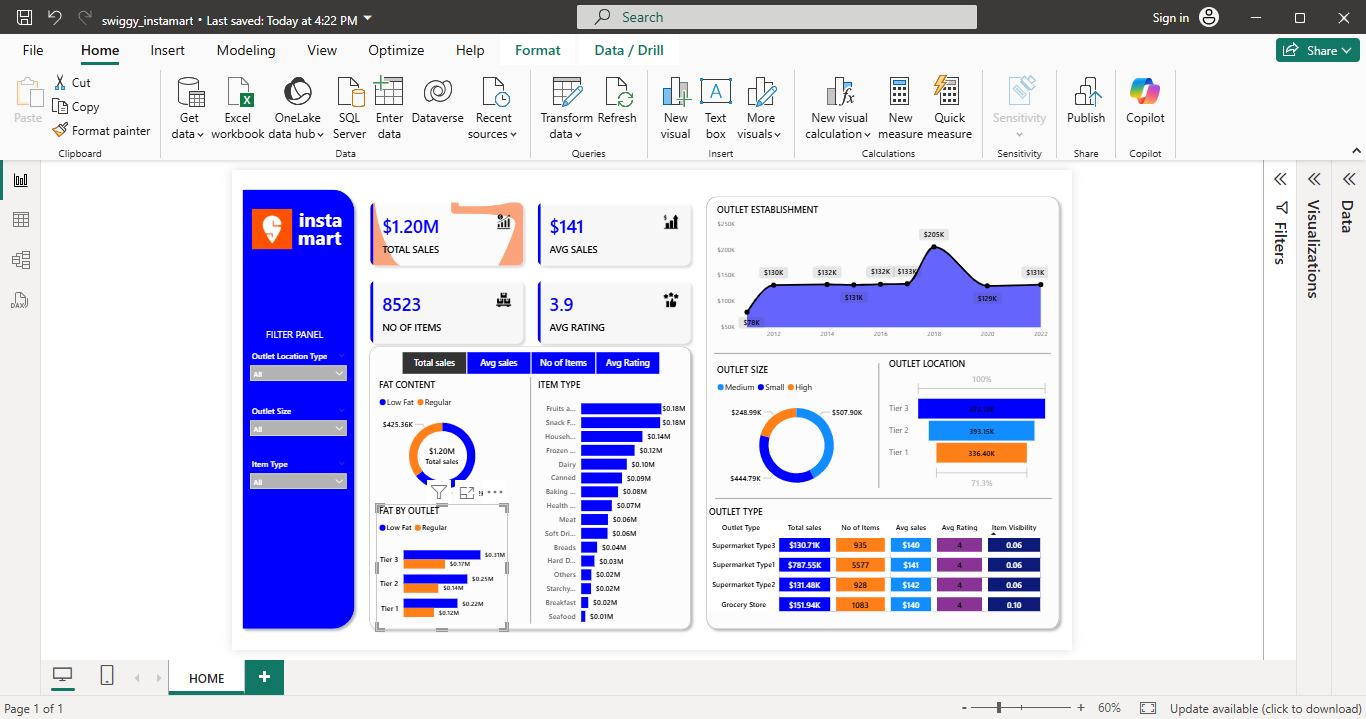 swiggy_instamart • Last saved: Today at 4:22 PM
Search
Sign in
File Home Insert Modeling View Optimize Help Format Data / Drill
Share
Paste
Cut
Copy
Format painter
Clipboard
Get data
Excel workbook
OneLake data hub
SQL Server
Enter data
Dataverse
Recent sources
Data
Transform data
Refresh
Queries
New visual
Text box
More visuals
Insert
New visual calculation
New measure
Quick measure
Calculations
Sensitivity
Sensitivity
Publish
Share
Copilot
Copilot
insta
mart
FILTER PANEL
Outlet Location Type
All
Outlet Size
All
Item Type
All
$1.20M
TOTAL SALES
$141
AVG SALES
8523
NO OF ITEMS
3.9
AVG RATING
Total sales Avg sales No of Items Avg Rating
FAT CONTENT
Low Fat Regular
$425.36K
$1.20M
Total sales
FAT BY OUTLET
Low Fat Regular
Tier 3 $0.31M
$0.17M
Tier 2 $0.25M
$0.14M
Tier 1 $0.22M
$0.12M
ITEM TYPE
Fruits a... $0.18M
Snack F... $0.18M
Househ... $0.14M
Frozen ... $0.12M
Dairy $0.10M
Canned $0.09M
Baking ... $0.08M
Health ... $0.07M
Meat $0.06M
Soft Dri... $0.06M
Breads $0.04M
Hard D... $0.03M
Others $0.02M
Starchy... $0.02M
Breakfast $0.02M
Seafood $0.01M
OUTLET ESTABLISHMENT
$250K
$200K
$150K
$100K
$50K
$78K
$130K
$132K
$131K
$132K
$133K
$205K
$129K
$131K
2012 2014 2016 2018 2020 2022
OUTLET SIZE
Medium Small High
$248.99K
$507.90K
$444.79K
OUTLET LOCATION
100%
Tier 3
Tier 2 393.15K
Tier 1 336.40K
71.3%
OUTLET TYPE
Outlet Type Total sales No of Items Avg sales Avg Rating Item Visibility
Supermarket Type3 $130.71K 935 $140 4 0.06
Supermarket Type1 $787.55K 5577 $141 4 0.06
Supermarket Type2 $131.48K 928 $142 4 0.06
Grocery Store $151.94K 1083 $140 4 0.10
Filters
Visualizations
Data
HOME
Page 1 of 1
60%
Update available (click to download)